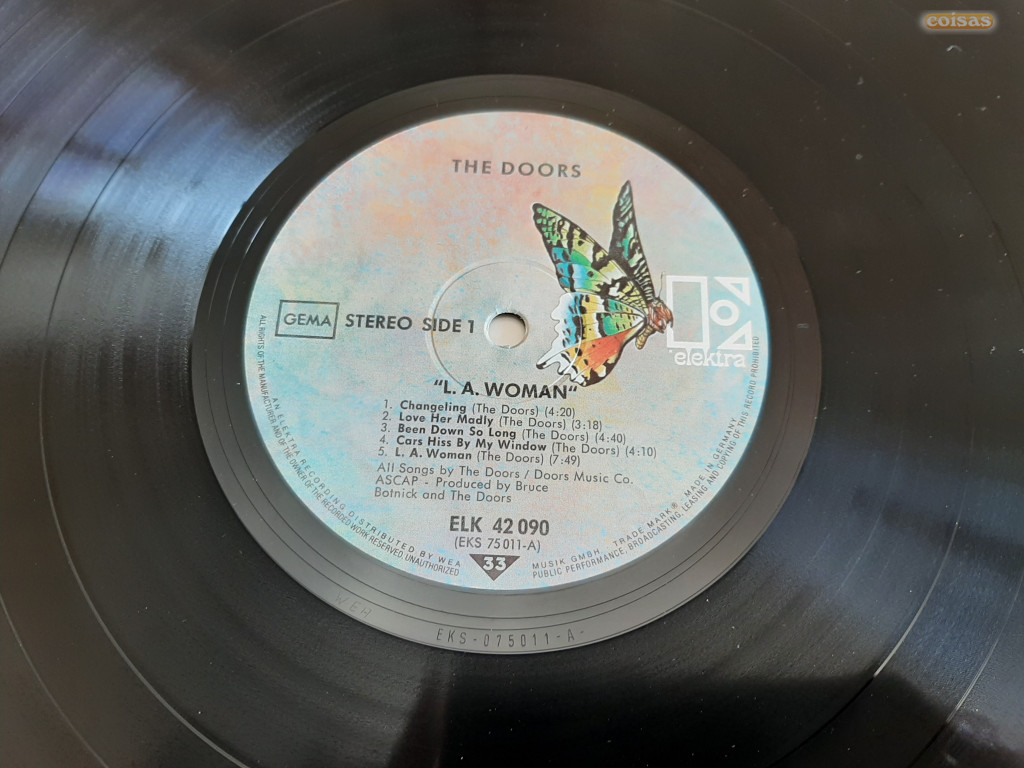 coisas
THE DOORS
elektra
GEMA STEREO SIDE 1
"L. A. WOMAN"
1. Changeling (The Doors) (4:20)
2. Love Her Madly (The Doors) (3:18)
3. Been Down So Long (The Doors) (4:40)
4. Cars Hiss By My Window (The Doors) (4:10)
5. L. A. Woman (The Doors) (7:49)
All Songs by The Doors / Doors Music Co.
ASCAP - Produced by Bruce
Botnick and The Doors
ELK 42 090
(EKS 75 011-A)
33
AN ELEKTRA RECORDING DISTRIBUTED BY WEA MUSIK GMBH · TRADE MARK® MADE IN GERMANY
ALL RIGHTS OF THE MANUFACTURER AND OF THE OWNER OF THE RECORDED WORK RESERVED. UNAUTHORIZED PUBLIC PERFORMANCE, BROADCASTING, LEASING AND COPYING OF THIS RECORD PROHIBITED
EKS-075011-A-